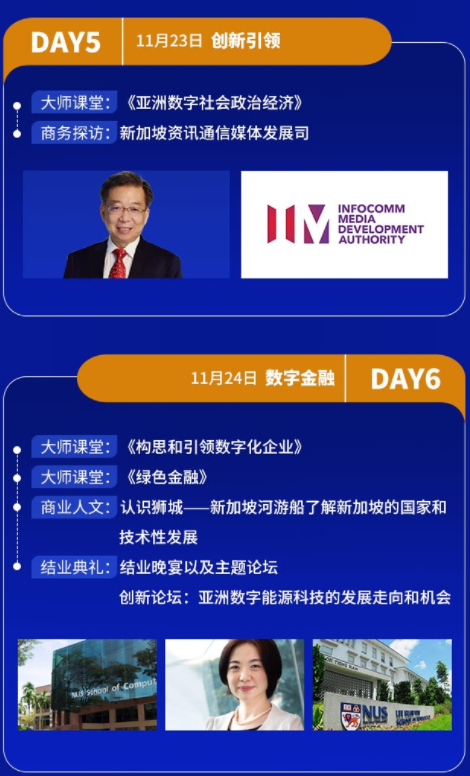 DAY5
11月23日 创新引领
大师课堂：《亚洲数字社会政治经济》
商务探访：新加坡资讯通信媒体发展司
INFOCOMM
MEDIA
DEVELOPMENT
AUTHORITY
11月24日 数字金融
DAY6
大师课堂：《构思和引领数字化企业》
大师课堂：《绿色金融》
商业人文：认识狮城——新加坡河游船了解新加坡的国家和
技术性发展
结业典礼：结业晚宴以及主题论坛
创新论坛：亚洲数字能源科技的发展走向和机会
NUS School of Comput
NUS